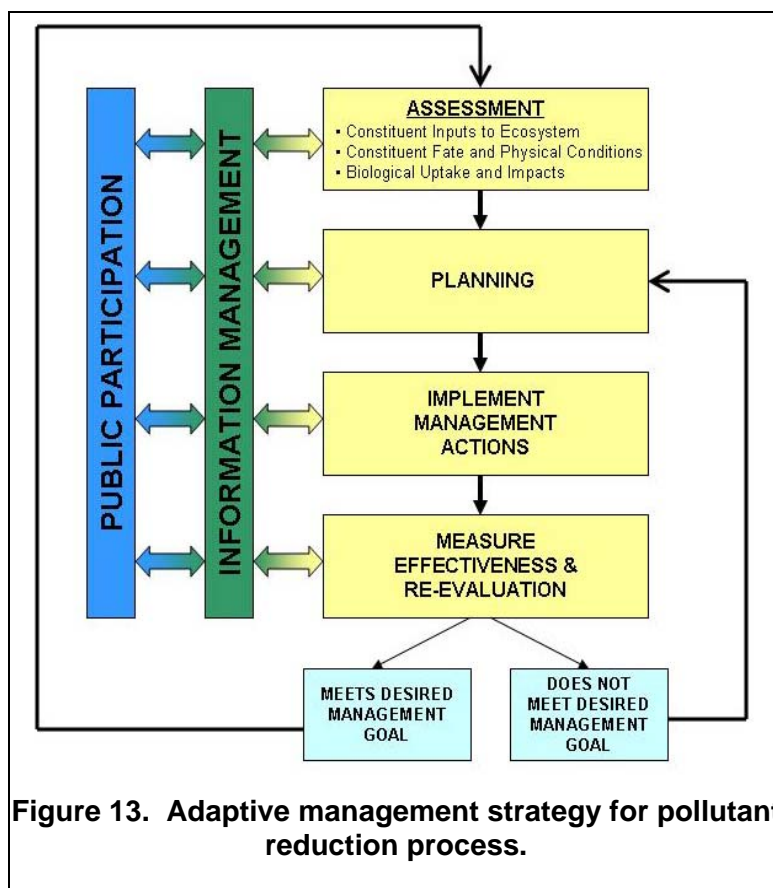 PUBLIC PARTICIPATION
INFORMATION MANAGEMENT
ASSESSMENT
▪ Constituent Inputs to Ecosystem
▪ Constituent Fate and Physical Conditions
▪ Biological Uptake and Impacts
PLANNING
IMPLEMENT
MANAGEMENT
ACTIONS
MEASURE
EFFECTIVENESS &
RE-EVALUATION
MEETS DESIRED
MANAGEMENT
GOAL
DOES NOT
MEET DESIRED
MANAGEMENT
GOAL
Figure 13. Adaptive management strategy for pollutant
reduction process.